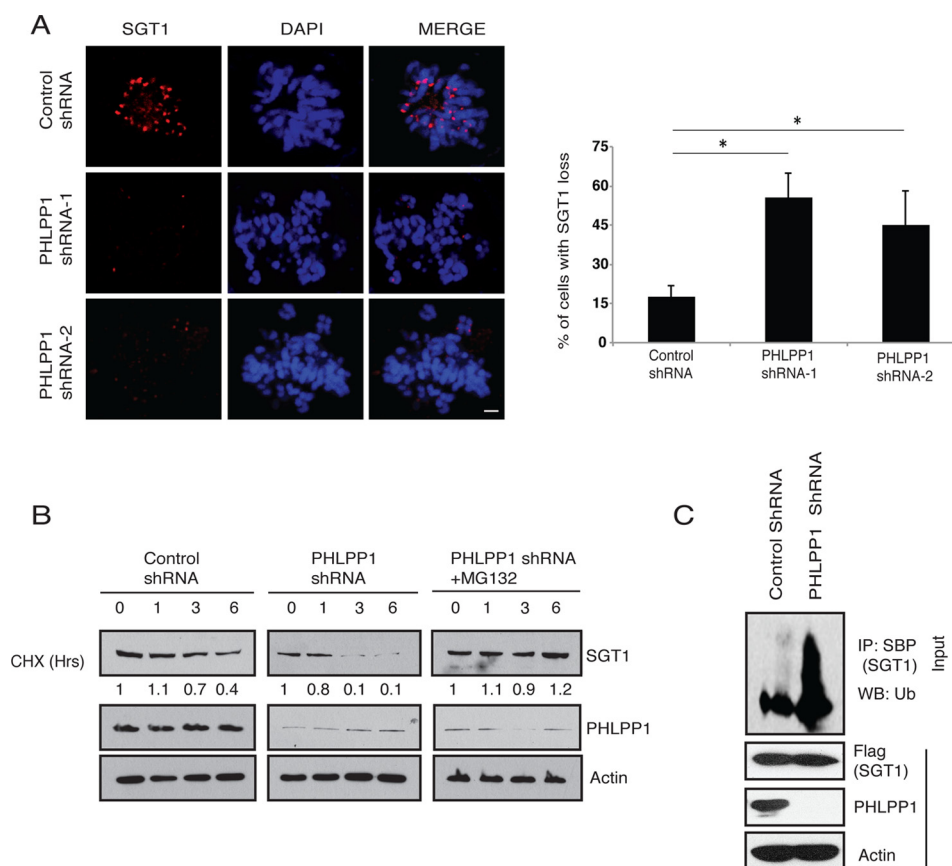 A
SGT1 DAPI MERGE
Control
shRNA
PHLPP1
shRNA-1
PHLPP1
shRNA-2
% of cells with SGT1 loss
75
60
45
30
15
0
* *
Control
shRNA
PHLPP1
shRNA-1
PHLPP1
shRNA-2
B
Control
shRNA
PHLPP1
shRNA
PHLPP1 shRNA
+MG132
0 1 3 6 0 1 3 6 0 1 3 6
CHX (Hrs)
SGT1
1 1.1 0.7 0.4 1 0.8 0.1 0.1 1 1.1 0.9 1.2
PHLPP1
Actin
C
Control ShRNA
PHLPP1 ShRNA
IP: SBP
(SGT1)
WB: Ub
Input
Flag
(SGT1)
PHLPP1
Actin